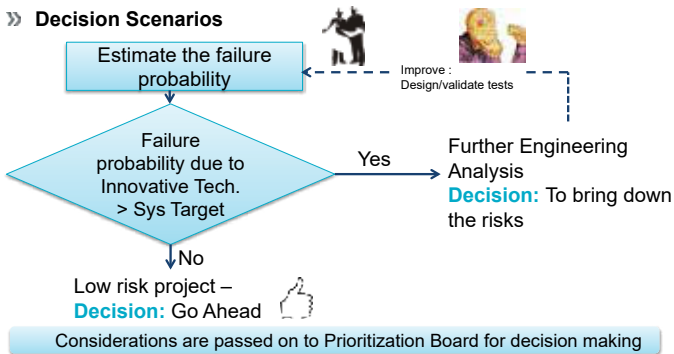 » Decision Scenarios
Estimate the failure
probability
Improve :
Design/validate tests
Failure
probability due to
Innovative Tech.
> Sys Target
Yes
Further Engineering
Analysis
Decision: To bring down
the risks
No
Low risk project –
Decision: Go Ahead
Considerations are passed on to Prioritization Board for decision making